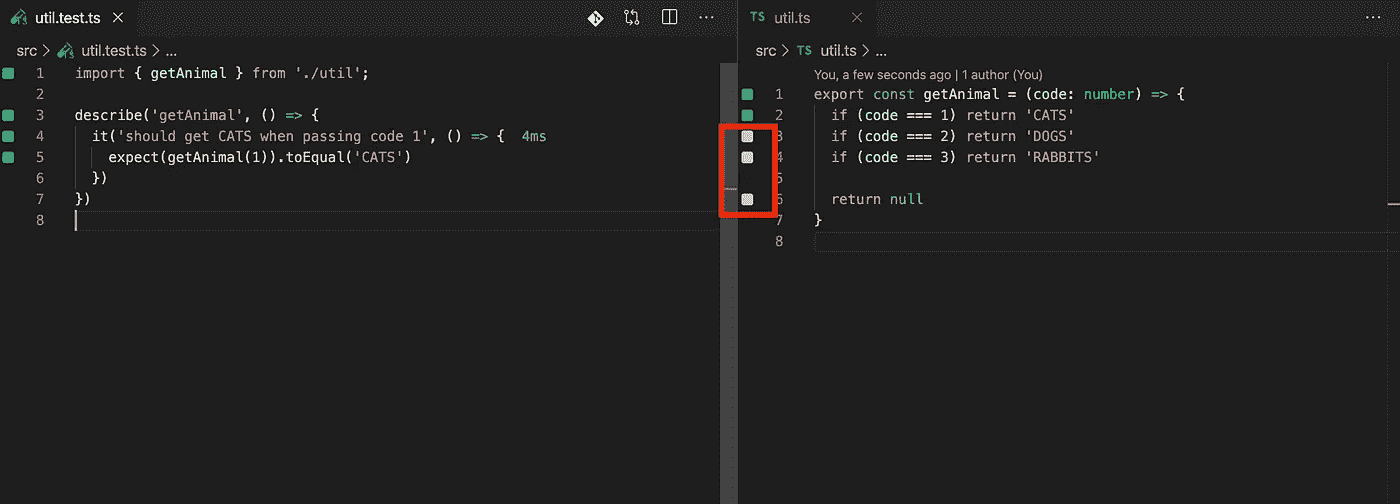 util.test.ts
src > util.test.ts > ...
1 import { getAnimal } from './util';
2
3 describe('getAnimal', () => {
4 it('should get CATS when passing code 1', () => { 4ms
5 expect(getAnimal(1)).toEqual('CATS')
6 })
7 })
8
TS util.ts
src > TS util.ts > ...
You, a few seconds ago | 1 author (You)
1 export const getAnimal = (code: number) => {
2 if (code === 1) return 'CATS'
3 if (code === 2) return 'DOGS'
4 if (code === 3) return 'RABBITS'
5
6 return null
7 }
8